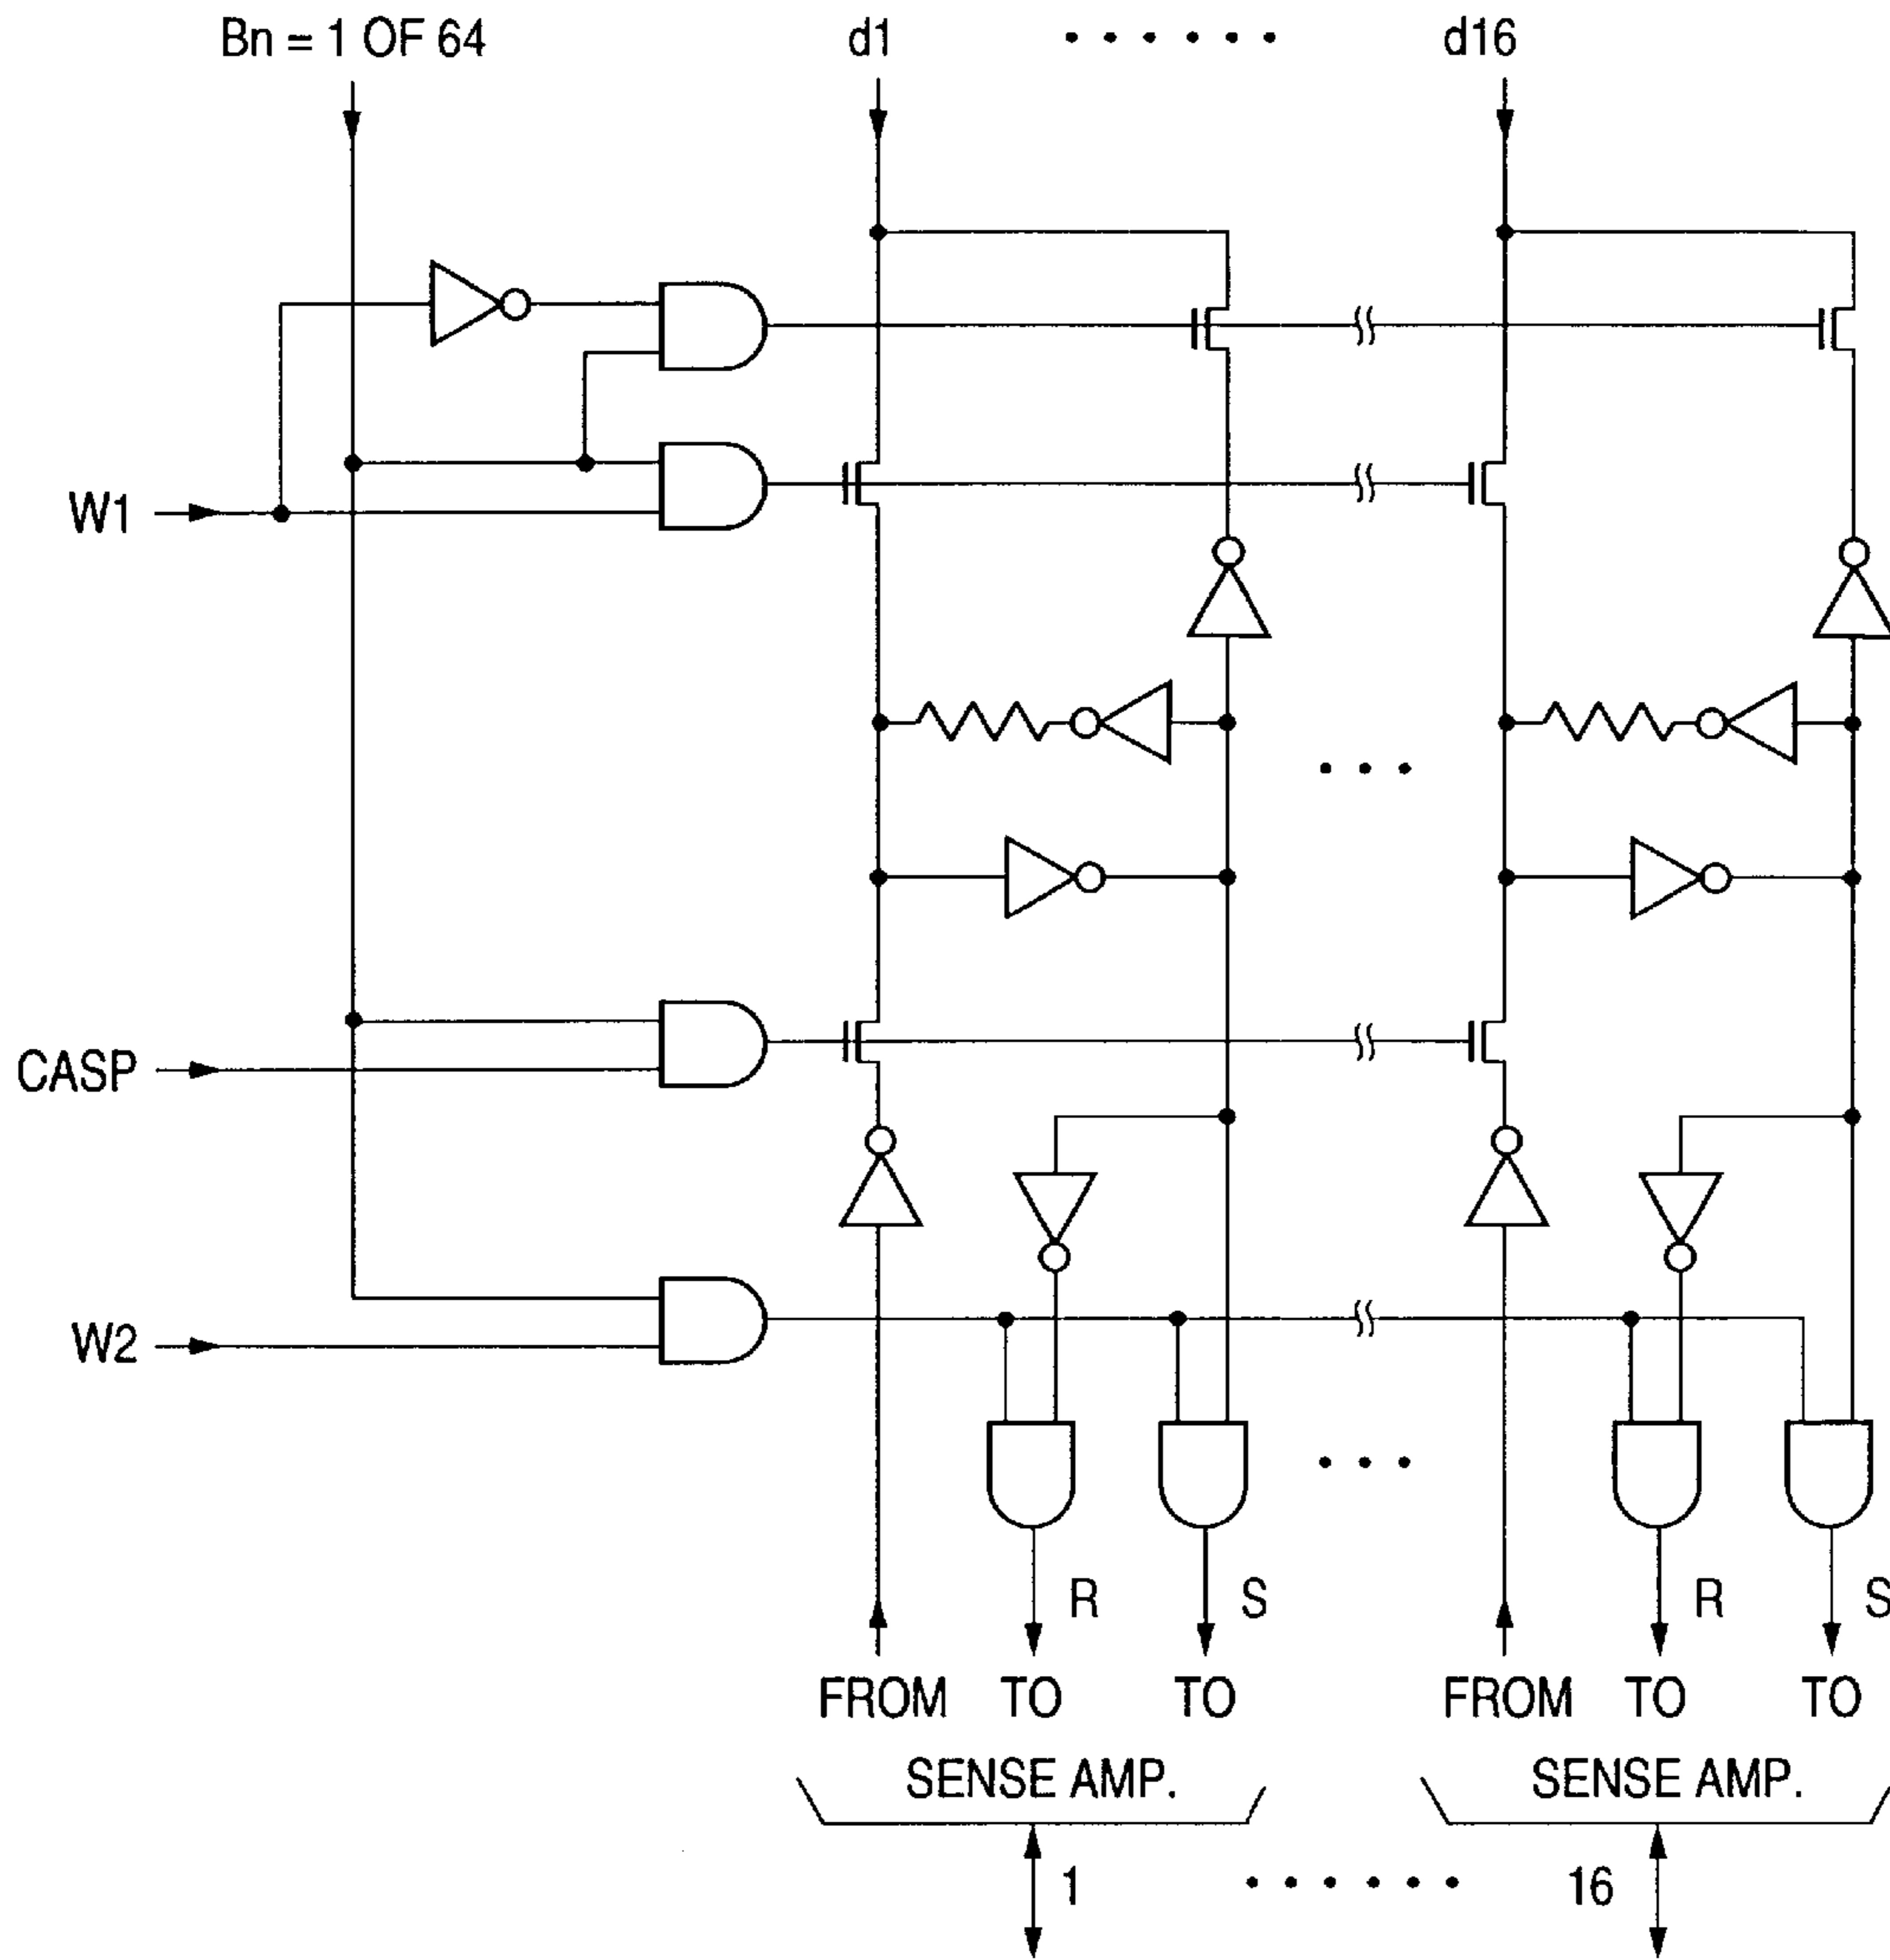 Bn = 1 OF 64 d1 · · · · · · d16
W1
· · ·
CASP
W2
· · ·
R S R S
FROM TO TO FROM TO TO
SENSE AMP. SENSE AMP.
1 · · · · · · 16